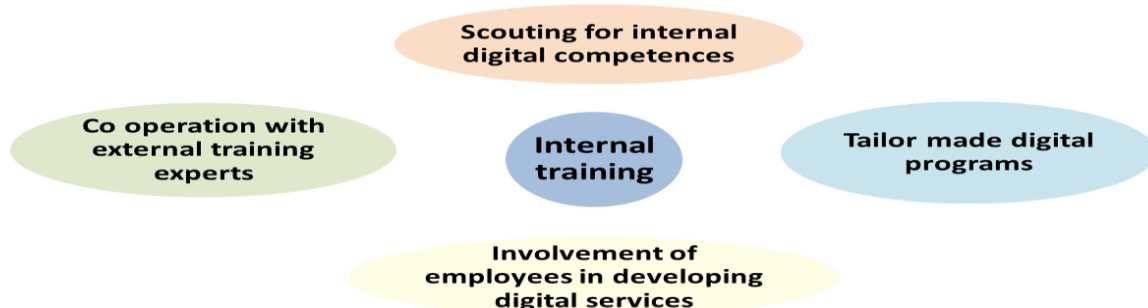 Scouting for internal
digital competences
Co operation with
external training
experts
Internal
training
Tailor made digital
programs
Involvement of
employees in developing
digital services